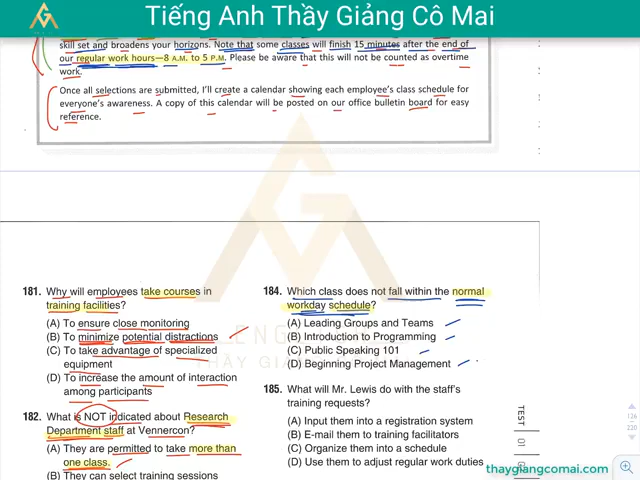 Tiếng Anh Thầy Giảng Cô Mai
skill set and broadens your horizons. Note that some classes will finish 15 minutes after the end of
our regular work hours—8 A.M. to 5 P.M. Please be aware that this will not be counted as overtime
work.
Once all selections are submitted, I'll create a calendar showing each employee's class schedule for
everyone's awareness. A copy of this calendar will be posted on our office bulletin board for easy
reference.
181. Why will employees take courses in
training facilities?
(A) To ensure close monitoring
(B) To minimize potential distractions
(C) To take advantage of specialized
equipment
(D) To increase the amount of interaction
among participants
182. What is NOT indicated about Research
Department staff at Vennercon?
(A) They are permitted to take more than
one class.
(B) They can select training sessions
184. Which class does not fall within the normal
workday schedule?
(A) Leading Groups and Teams
(B) Introduction to Programming
(C) Public Speaking 101
(D) Beginning Project Management
185. What will Mr. Lewis do with the staff's
training requests?
(A) Input them into a registration system
(B) E-mail them to training facilitators
(C) Organize them into a schedule
(D) Use them to adjust regular work duties
TEST
01
126
220
THẦY GIẢNG
thaygiangcomai.com